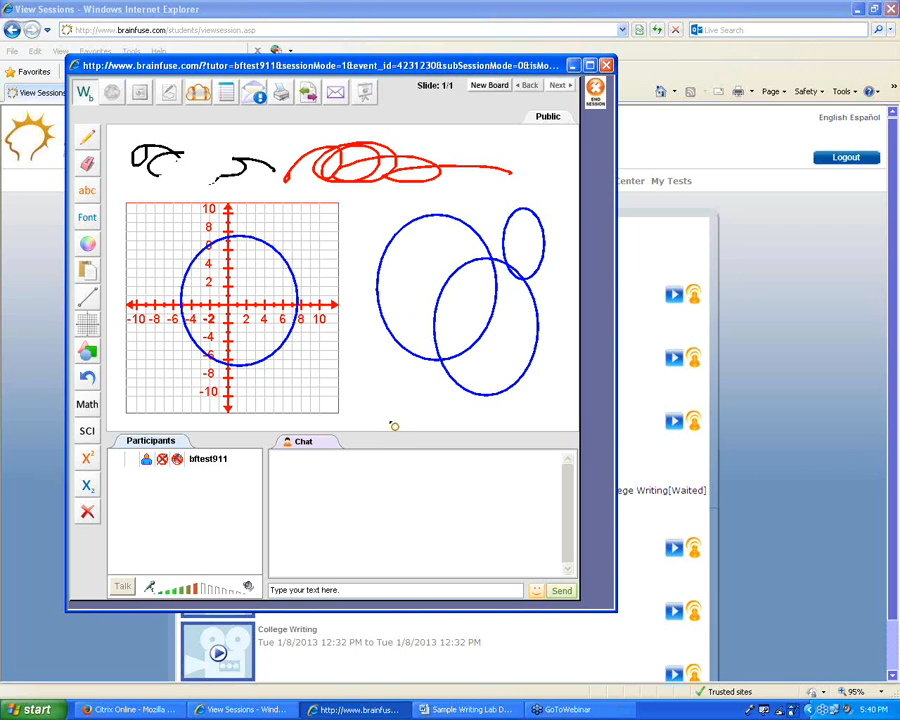 View Sessions - Windows Internet Explorer
http://www.brainfuse.com/students/viewsession.asp
Live Search
File Edit View Favorites Tools Help
Favorites
View Sessions
Page Safety Tools
http://www.brainfuse.com/?tutor=bftest911&sessionMode=1&event_id=4231230&subSessionMode=0&isMo...
Wb
Slide: 1/1
New Board
Back
Next
END SESSION
Public
English Español
Logout
Center My Tests
abc
Font
Math
SCI
X²
X₂
10
8
6
4
2
-10 -8 -6 -4 -2 2 4 6 8 10
-4
-6
-8
-10
Participants
bftest911
Talk
Chat
Type your text here.
Send
ege Writing[Waited]
College Writing
Tue 1/8/2013 12:32 PM to Tue 1/8/2013 12:32 PM
Trusted sites
95%
start
Citrix Online - Mozilla ...
View Sessions - Wind...
http://www.brainfus...
Sample Writing Lab D...
GoToWebinar
5:40 PM